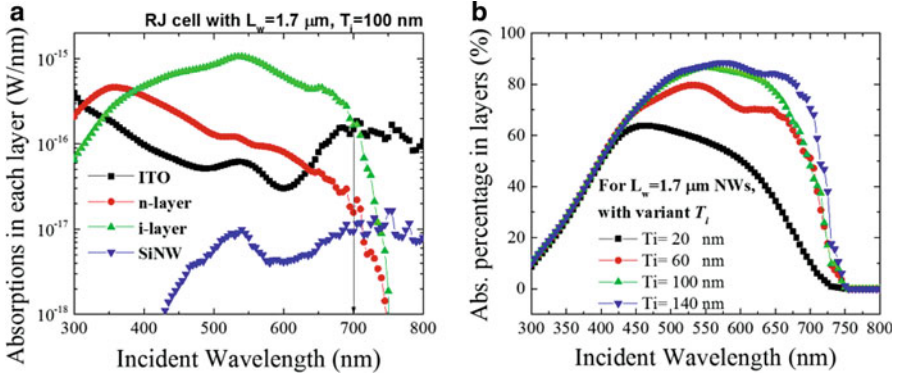 a
RJ cell with L_w=1.7 μm, T_i=100 nm
Absorptions in each layer (W/nm)
10^-15
10^-16
10^-17
10^-18
ITO
n-layer
i-layer
SiNW
300 400 500 600 700 800
Incident Wavelength (nm)
b
Abs. percentage in layers (%)
100
80
60
40
20
0
For L_w=1.7 μm NWs,
with variant T_i
Ti= 20 nm
Ti= 60 nm
Ti= 100 nm
Ti= 140 nm
300 350 400 450 500 550 600 650 700 750 800
Incident Wavelength (nm)